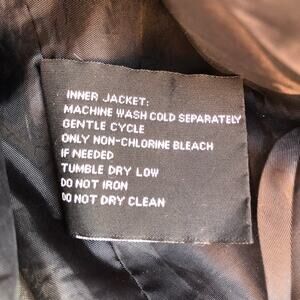 INNER JACKET:
MACHINE WASH COLD SEPARATELY
GENTLE CYCLE
ONLY NON-CHLORINE BLEACH
IF NEEDED
TUMBLE DRY LOW
DO NOT IRON
DO NOT DRY CLEAN